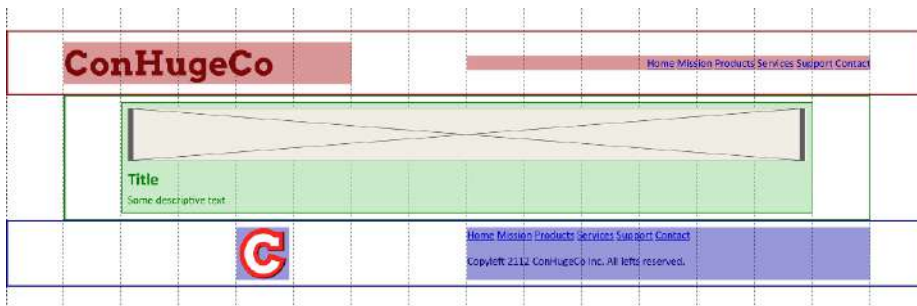 ConHugeCo
Home Mission Products Services Support Contact
Title
Some descriptive text
C
Home Mission Products Services Support Contact
Copyleft 2112 ConHugeCo Inc. All lefts reserved.